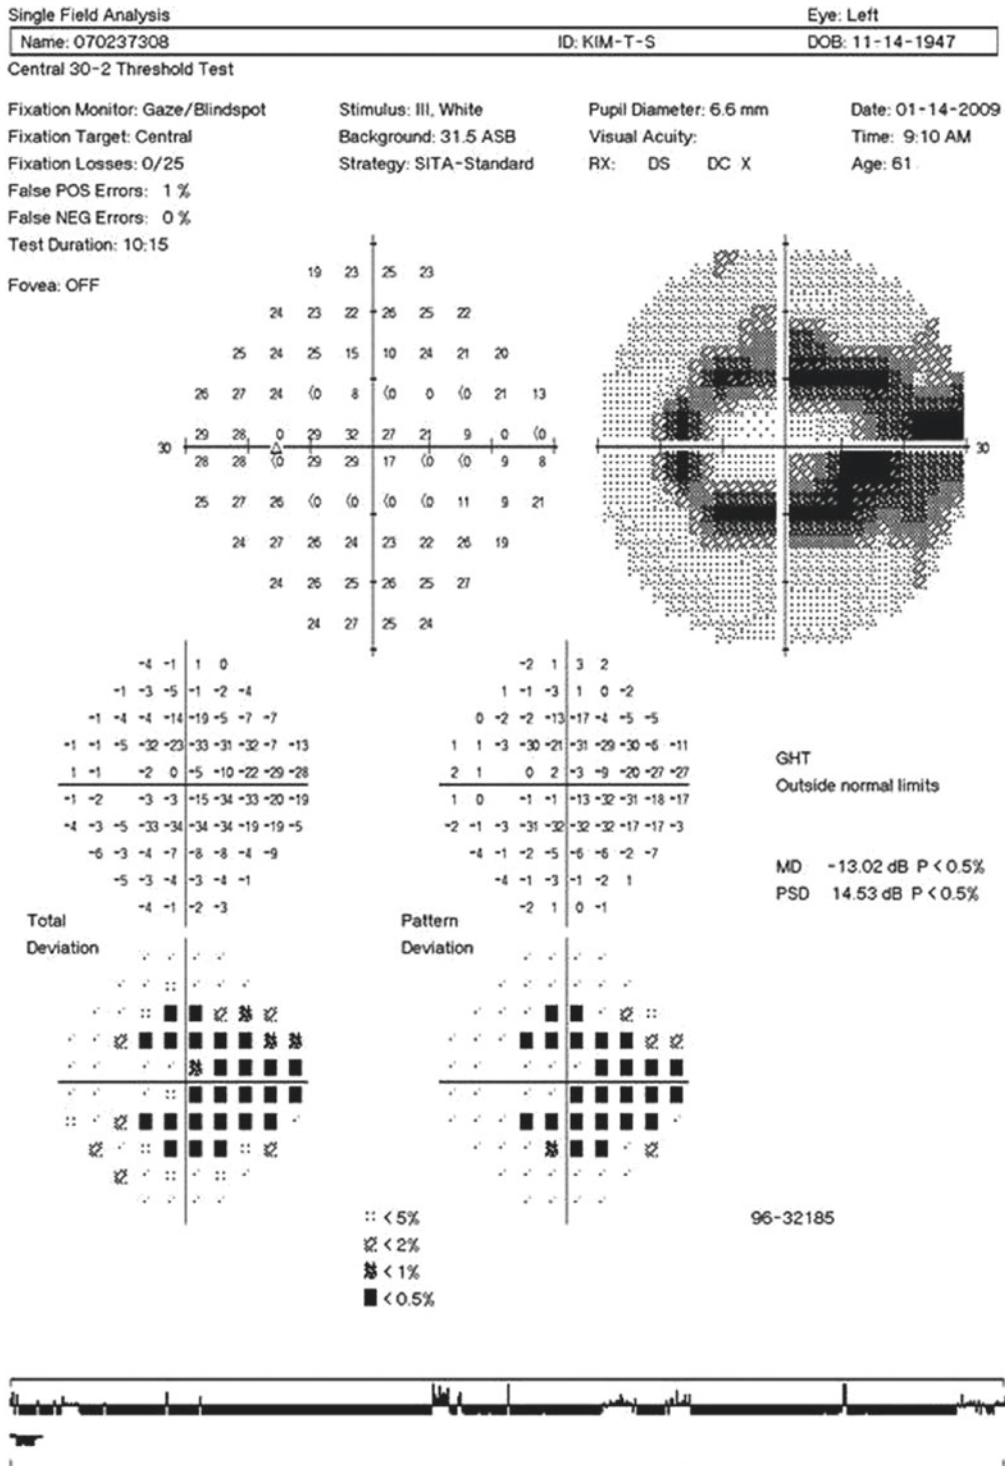 Single Field Analysis Eye: Left
Name: 070237308 ID: KIM-T-S DOB: 11-14-1947
Central 30-2 Threshold Test
Fixation Monitor: Gaze/Blindspot Stimulus: III, White Pupil Diameter: 6.6 mm Date: 01-14-2009
Fixation Target: Central Background: 31.5 ASB Visual Acuity: Time: 9:10 AM
Fixation Losses: 0/25 Strategy: SITA-Standard RX: DS DC X Age: 61
False POS Errors: 1 %
False NEG Errors: 0 %
Test Duration: 10:15
Fovea: OFF
19 23 25 23
24 23 22 26 25 22
25 24 25 15 10 24 21 20
26 27 24 <0 8 <0 0 <0 21 13
29 28 0 29 32 27 21 9 0 <0
30 30
28 28 <0 29 29 17 <0 <0 9 8
25 27 26 <0 <0 <0 <0 11 9 21
24 27 26 24 23 22 26 19
24 26 25 26 25 27
24 27 25 24
-4 -1 1 0
-1 -3 -5 -1 -2 -4
-1 -4 -4 -14 -19 -5 -7 -7
-1 -1 -5 -32 -23 -33 -31 -32 -7 -13
1 -1 -2 0 -5 -10 -22 -29 -28
-1 -2 -3 -3 -15 -34 -33 -20 -19
-4 -3 -5 -33 -34 -34 -34 -19 -19 -5
-6 -3 -4 -7 -8 -8 -4 -9
-5 -3 -4 -3 -4 -1
-4 -1 -2 -3
Total
Deviation
-2 1 3 2
1 -1 -3 1 0 -2
0 -2 -2 -13 -17 -4 -5 -5
1 1 -3 -30 -21 -31 -29 -30 -6 -11
2 1 0 2 -3 -9 -20 -27 -27
1 0 -1 -1 -13 -32 -31 -18 -17
-2 -1 -3 -31 -32 -32 -32 -17 -17 -3
-4 -1 -2 -5 -6 -6 -2 -7
-4 -1 -3 -1 -2 1
-2 1 0 -1
Pattern
Deviation
GHT
Outside normal limits
MD -13.02 dB P < 0.5%
PSD 14.53 dB P < 0.5%
:: < 5%
< 2%
< 1%
< 0.5%
96-32185